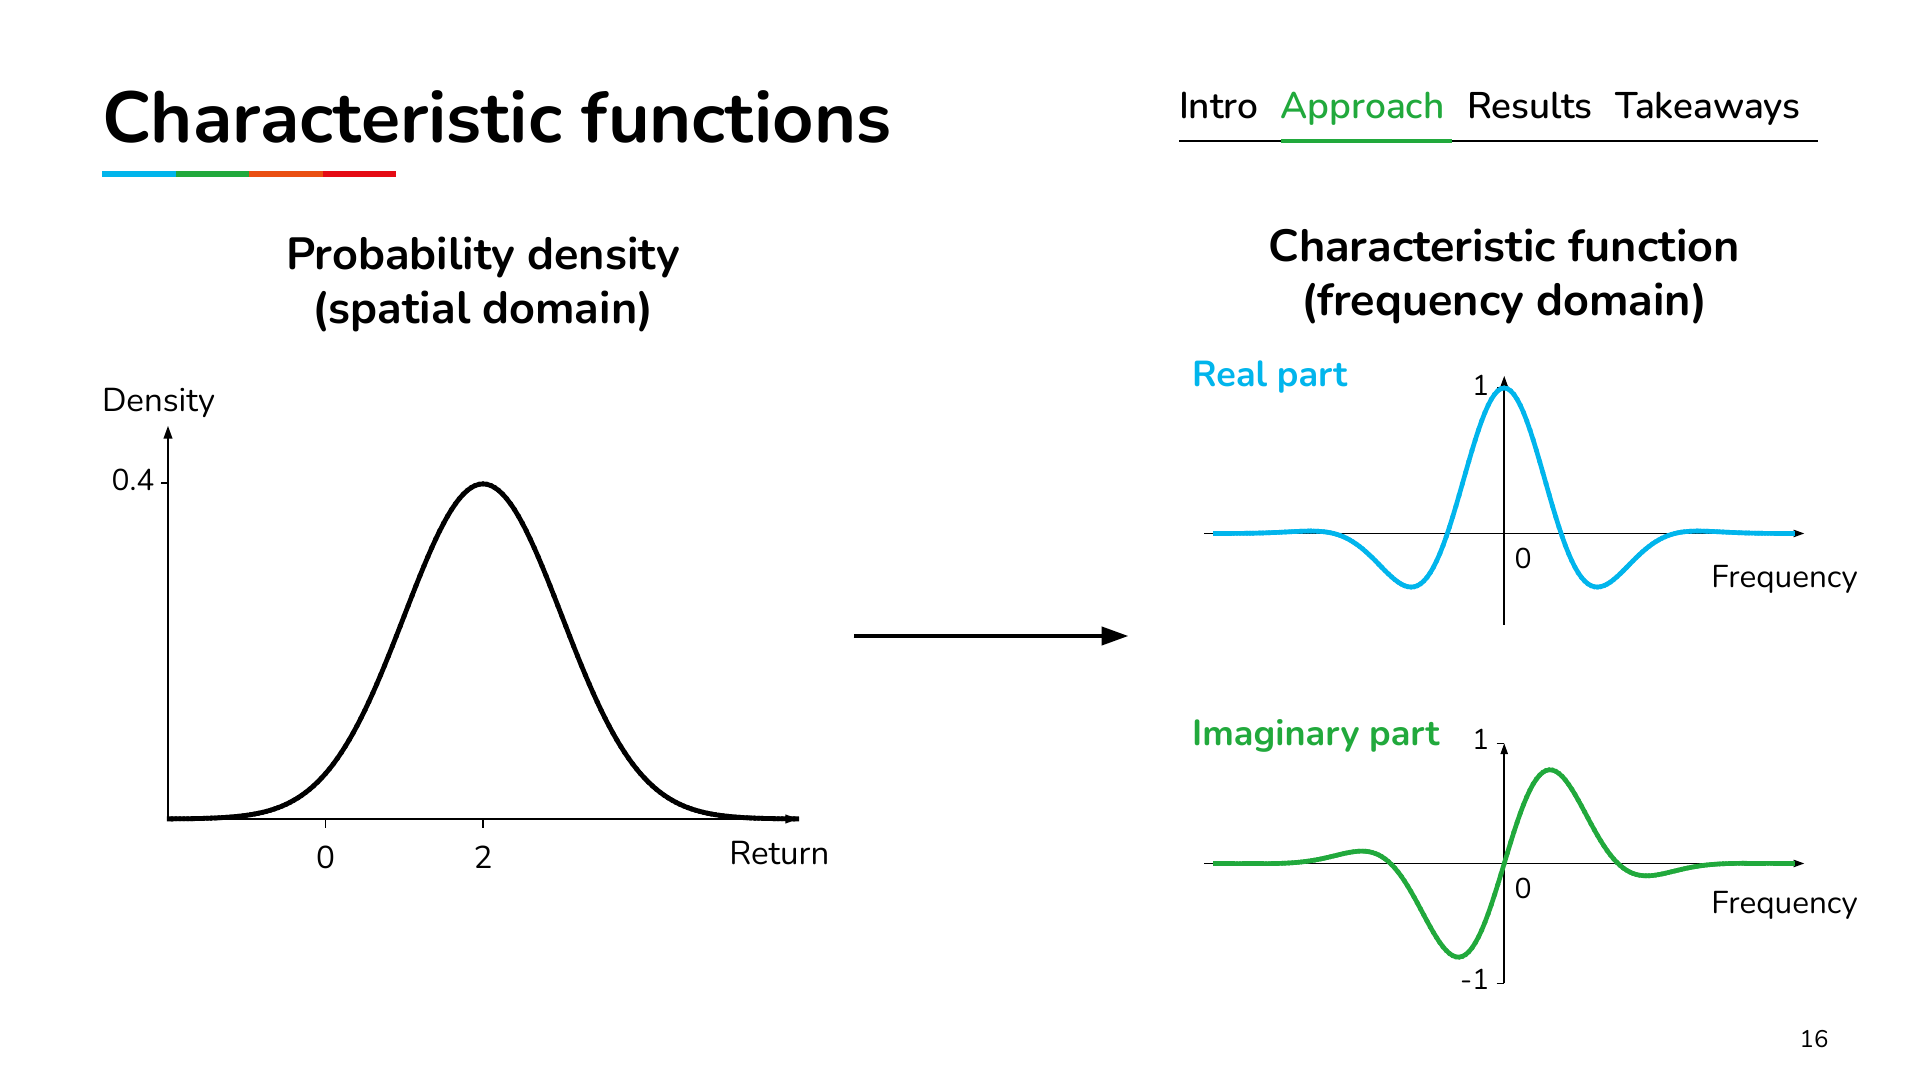 Characteristic functions
Intro Approach Results Takeaways
Probability density
(spatial domain)
Density
0.4
0
2
Return
Characteristic function
(frequency domain)
Real part
1
0
Frequency
Imaginary part
1
0
Frequency
-1
16